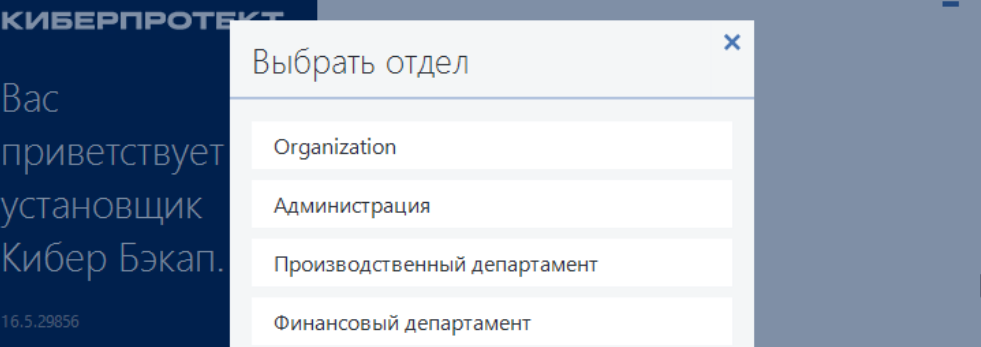 КИБЕРПРОТЕКТ
Вас
приветствует
установщик
Кибер Бэкап.
16.5.29856
Выбрать отдел
Organization
Администрация
Производственный департамент
Финансовый департамент